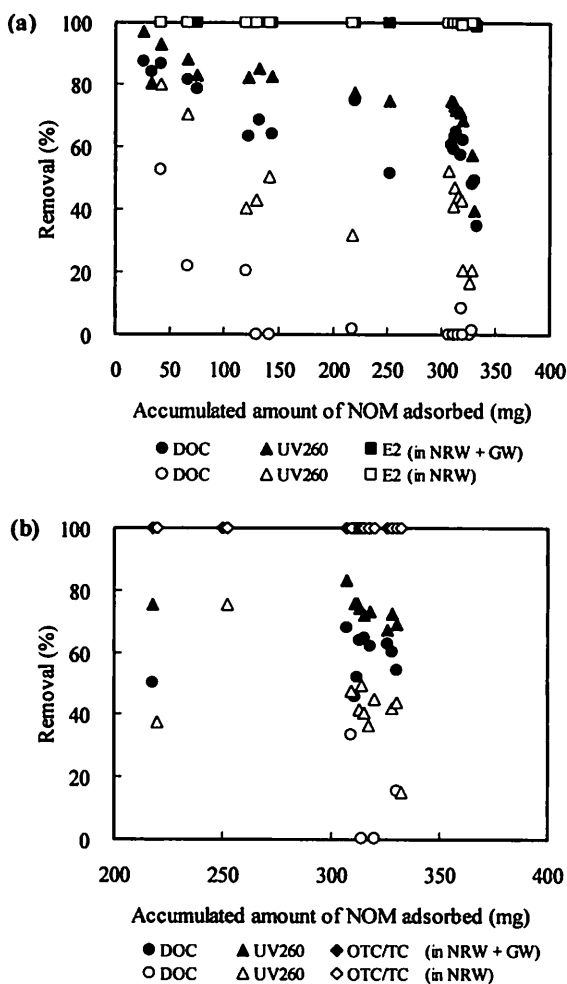 (a)
100
80
60
40
20
0
Removal (%)
0 50 100 150 200 250 300 350 400
Accumulated amount of NOM adsorbed (mg)
● DOC ▲ UV260 ■ E2 (in NRW + GW)
○ DOC △ UV260 □ E2 (in NRW)
(b)
100
80
60
40
20
0
Removal (%)
200 250 300 350 400
Accumulated amount of NOM adsorbed (mg)
● DOC ▲ UV260 ◆ OTC/TC (in NRW + GW)
○ DOC △ UV260 ◇ OTC/TC (in NRW)